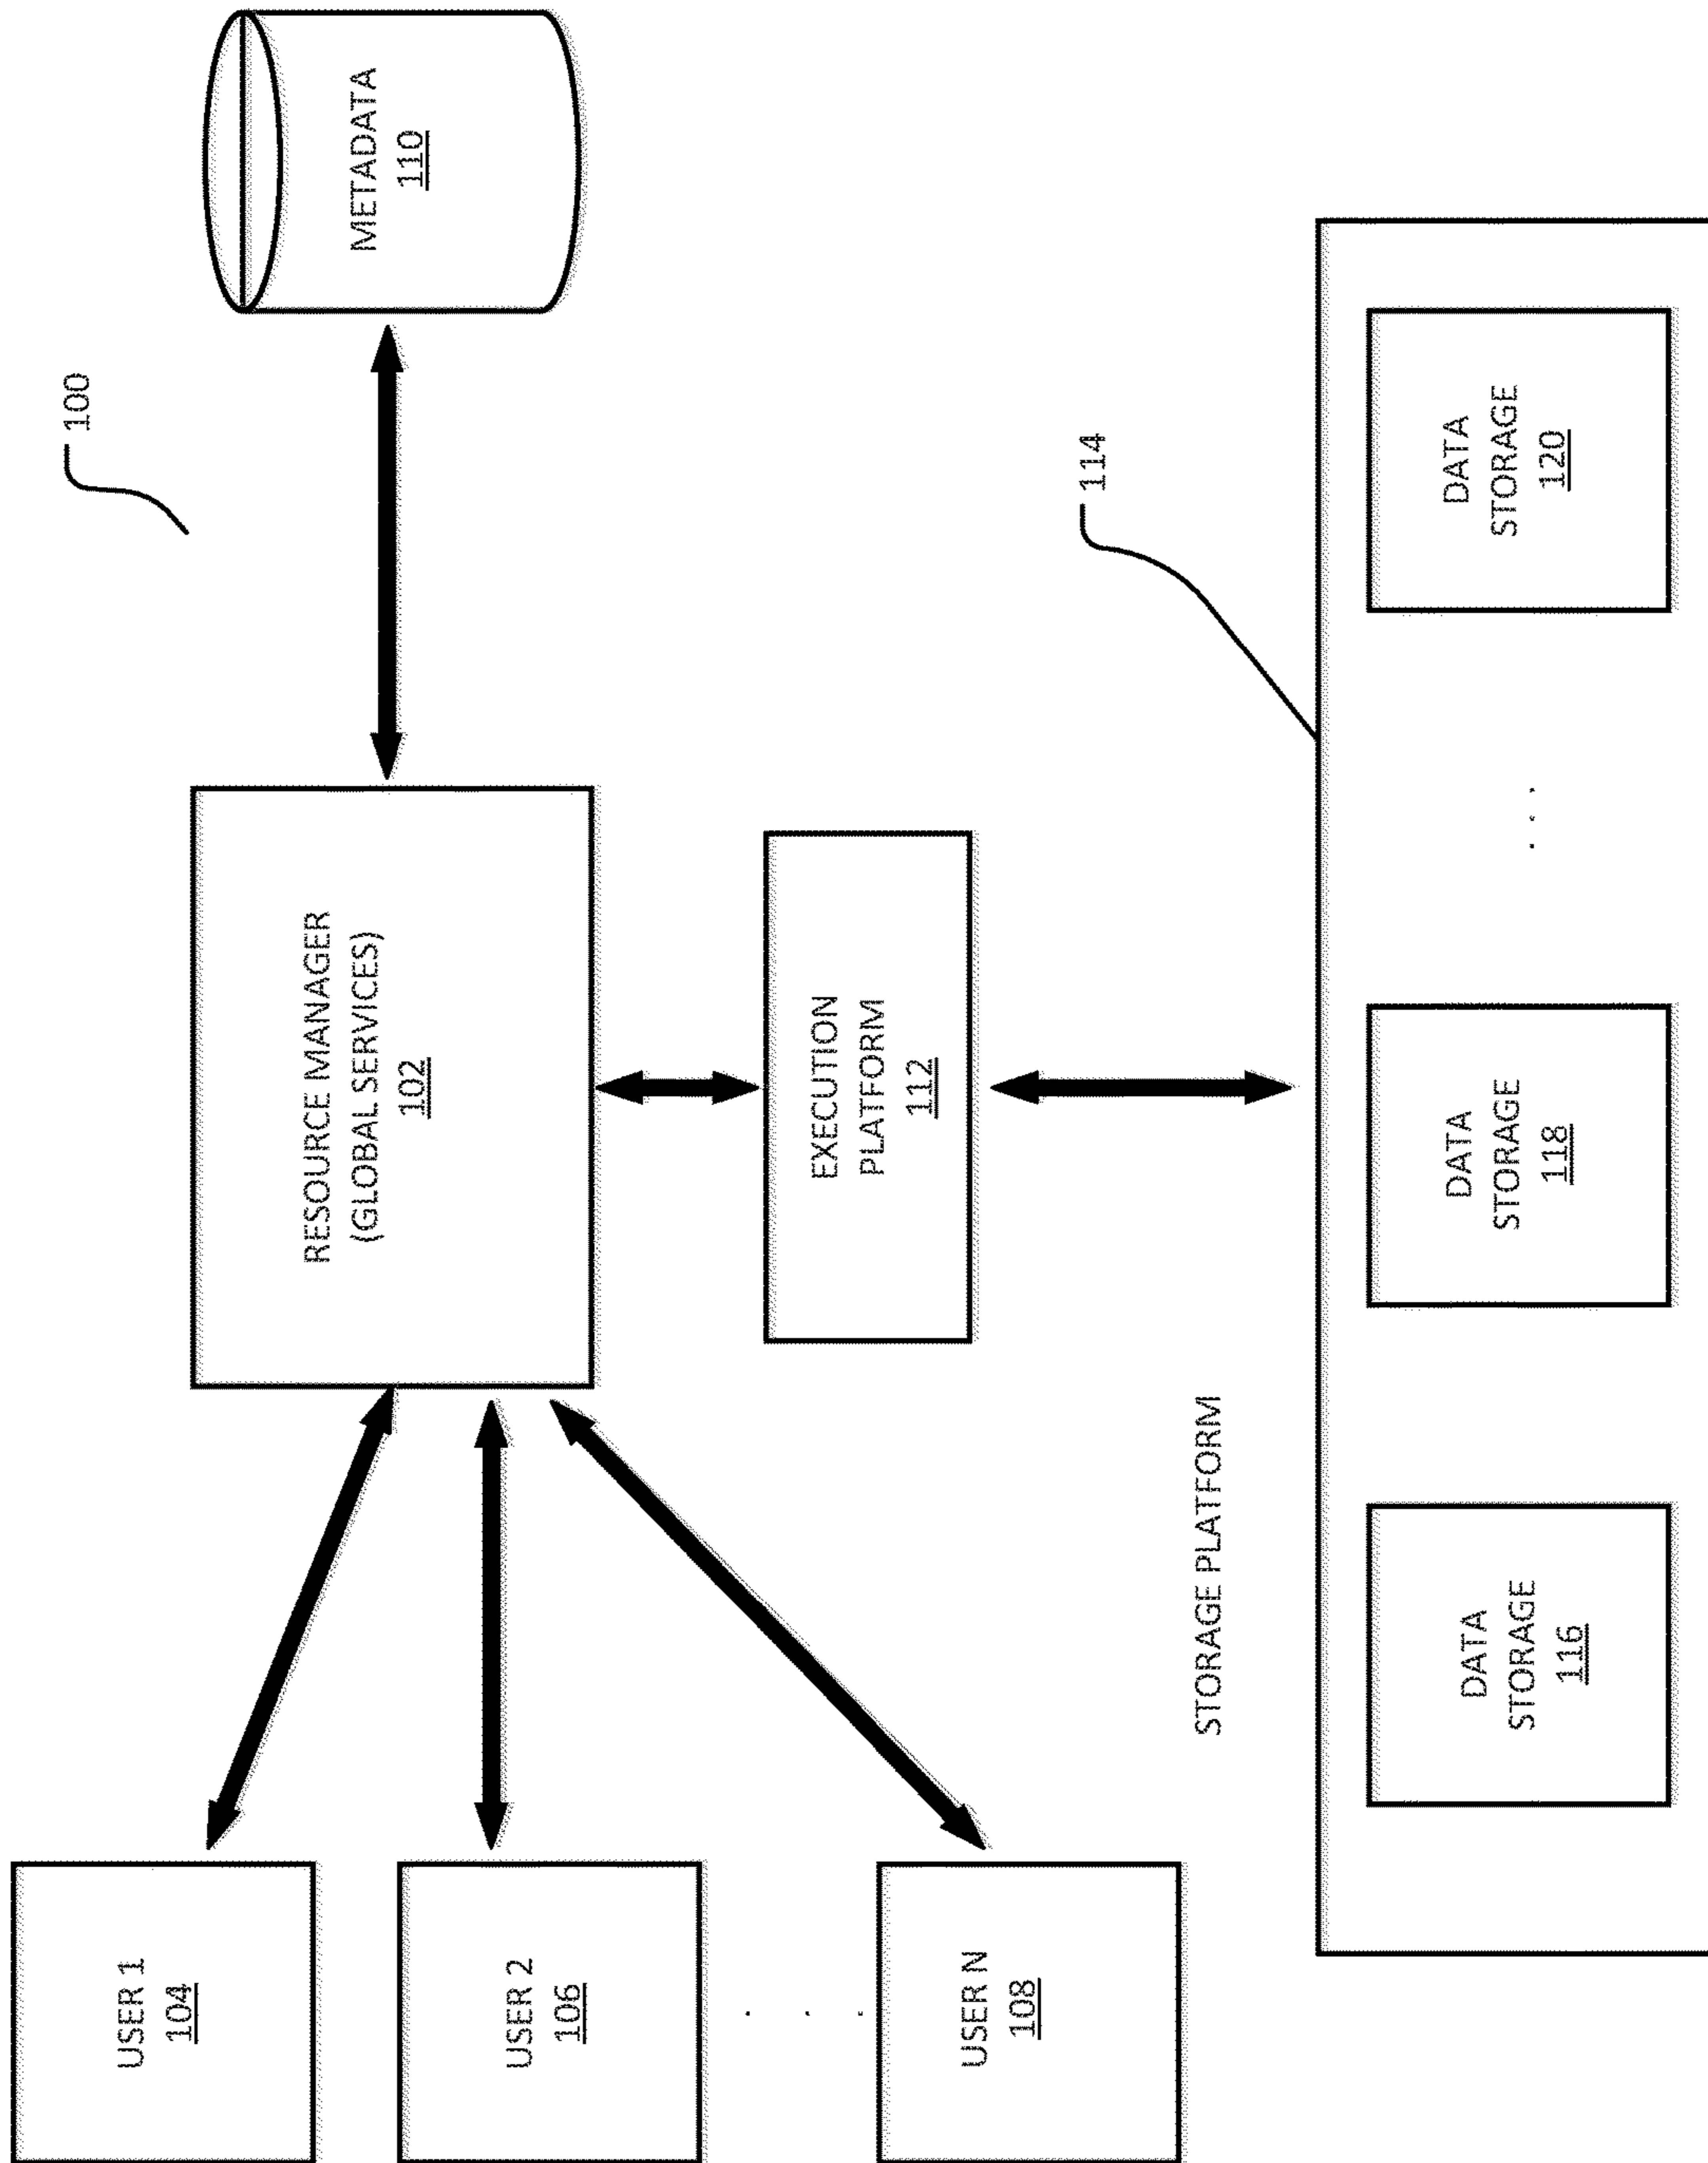 100
USER 1
104
USER 2
106
. . .
USER N
108
RESOURCE MANAGER
(GLOBAL SERVICES)
102
METADATA
110
EXECUTION
PLATFORM
112
STORAGE PLATFORM
114
DATA
STORAGE
116
DATA
STORAGE
118
. . .
DATA
STORAGE
120